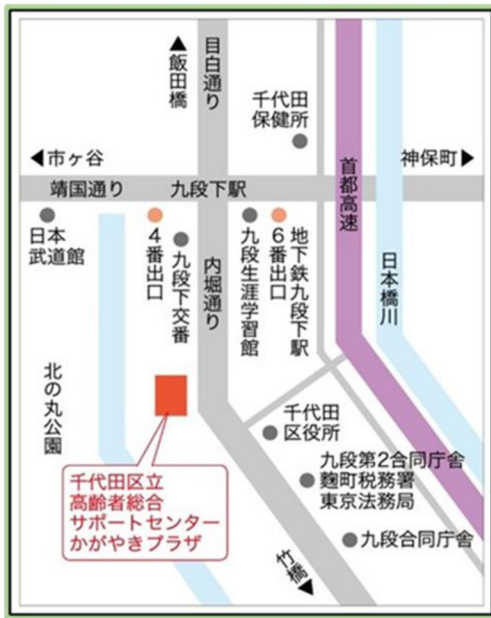 ▲飯田橋
目白通り
千代田
保健所
◀市ヶ谷
首都高速
神保町▶
靖国通り
九段下駅
日本
武道館
4番出口
九段下交番
内堀通り
九段生涯学習館
6番出口
地下鉄九段下駅
日本橋川
北の丸公園
千代田
区役所
千代田区立
高齢者総合
サポートセンター
かがやきプラザ
九段第2合同庁舎
麹町税務署
東京法務局
九段合同庁舎
竹橋▼